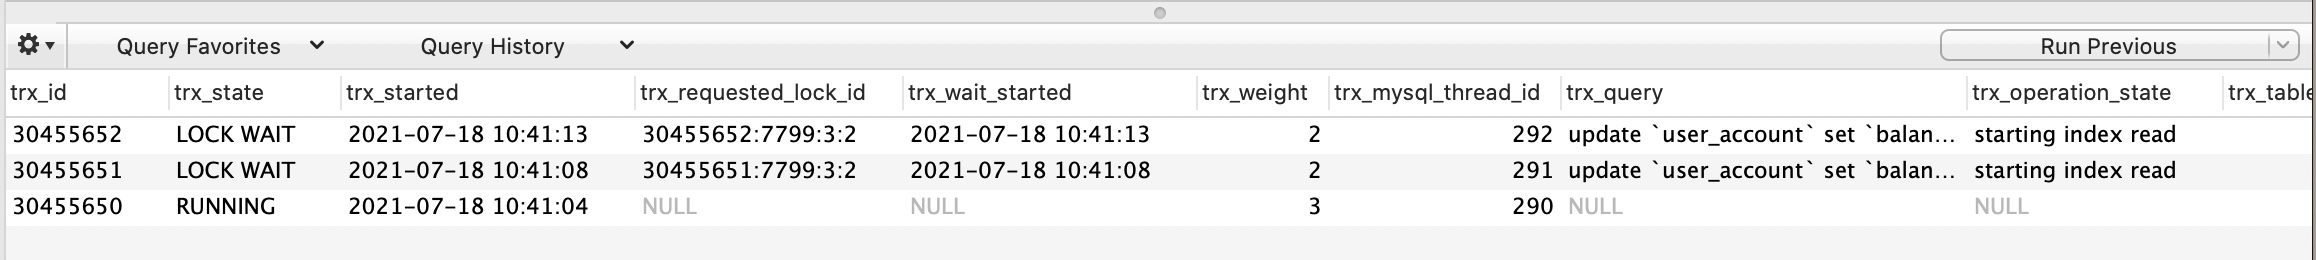 Query Favorites Query History Run Previous
trx_id trx_state trx_started trx_requested_lock_id trx_wait_started trx_weight trx_mysql_thread_id trx_query trx_operation_state trx_table
30455652 LOCK WAIT 2021-07-18 10:41:13 30455652:7799:3:2 2021-07-18 10:41:13 2 292 update `user_account` set `balan... starting index read
30455651 LOCK WAIT 2021-07-18 10:41:08 30455651:7799:3:2 2021-07-18 10:41:08 2 291 update `user_account` set `balan... starting index read
30455650 RUNNING 2021-07-18 10:41:04 NULL NULL 3 290 NULL NULL